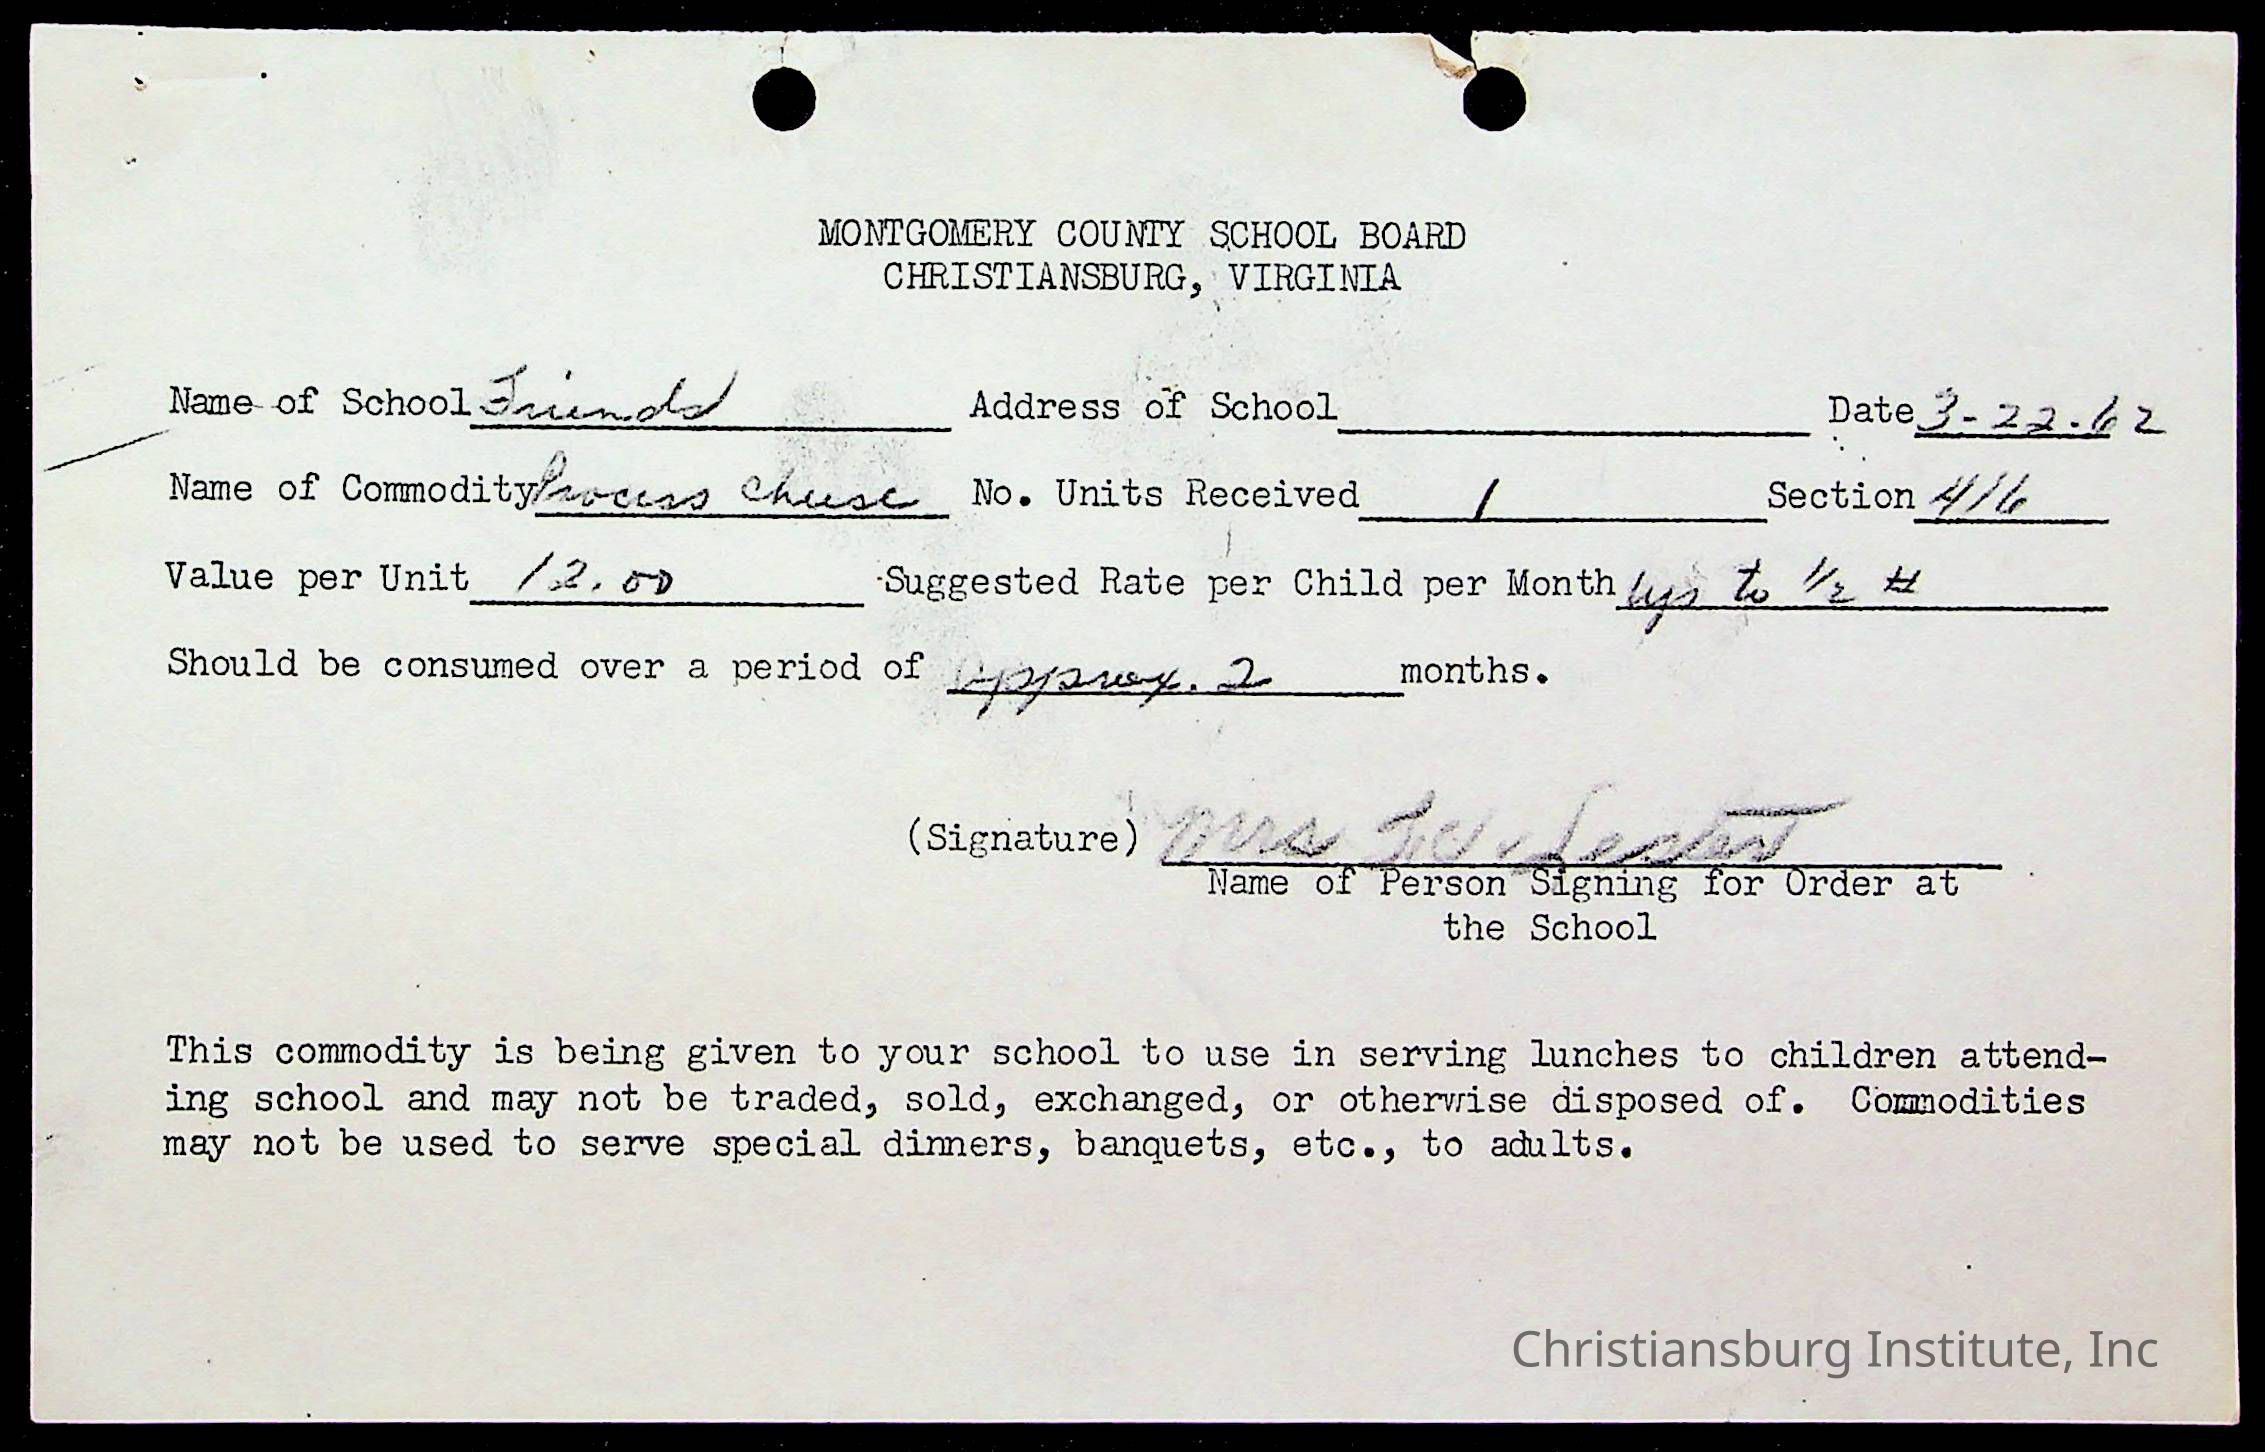 MONTGOMERY COUNTY SCHOOL BOARD
CHRISTIANSBURG, VIRGINIA
Name of School Friends Address of School Date 3-22-62
Name of Commodity Process Cheese No. Units Received 1 Section 416
Value per Unit 12.00 Suggested Rate per Child per Month up to 1/2 #
Should be consumed over a period of approx. 2 months.
(Signature) Mrs
Name of Person Signing for Order at
the School
This commodity is being given to your school to use in serving lunches to children attend-
ing school and may not be traded, sold, exchanged, or otherwise disposed of. Commodities
may not be used to serve special dinners, banquets, etc., to adults.
Christiansburg Institute, Inc